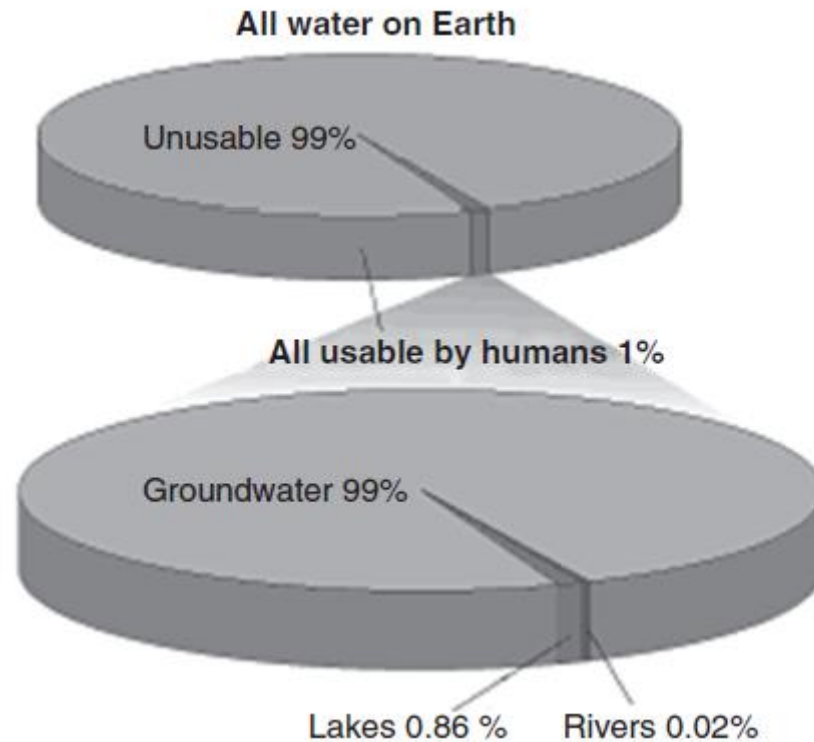 All water on Earth
Unusable 99%
All usable by humans 1%
Groundwater 99%
Lakes 0.86 %
Rivers 0.02%